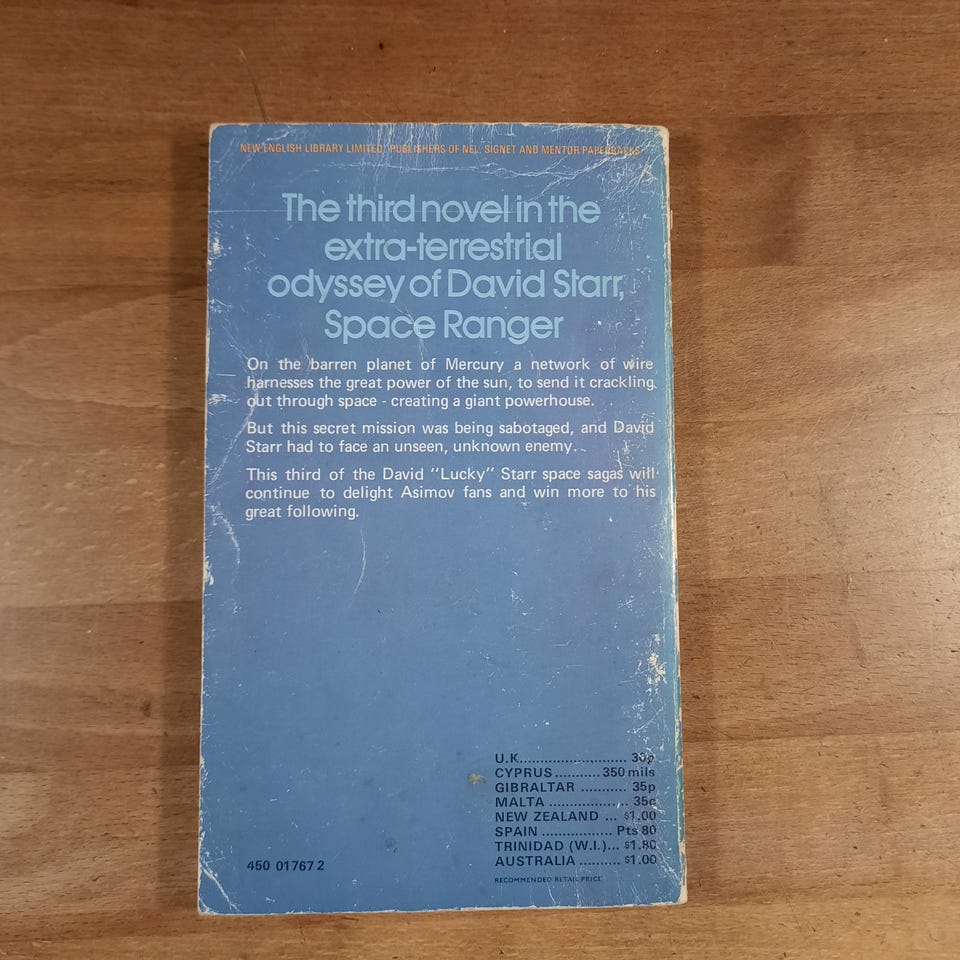 NEW ENGLISH LIBRARY LIMITED, PUBLISHERS OF NEL, SIGNET AND MENTOR PAPERBACKS
The third novel in the
extra-terrestrial
odyssey of David Starr,
Space Ranger
On the barren planet of Mercury a network of wire
harnesses the great power of the sun, to send it crackling
out through space - creating a giant powerhouse.
But this secret mission was being sabotaged, and David
Starr had to face an unseen, unknown enemy.
This third of the David "Lucky" Starr space sagas will
continue to delight Asimov fans and win more to his
great following.
U.K............................ 30p
CYPRUS ........... 350 mils
GIBRALTAR ........... 35p
MALTA ................... 35c
NEW ZEALAND ... $1.00
SPAIN ................. Pts 80
TRINIDAD (W.I.)... $1.80
AUSTRALIA .......... $1.00
RECOMMENDED RETAIL PRICE
450 01767 2